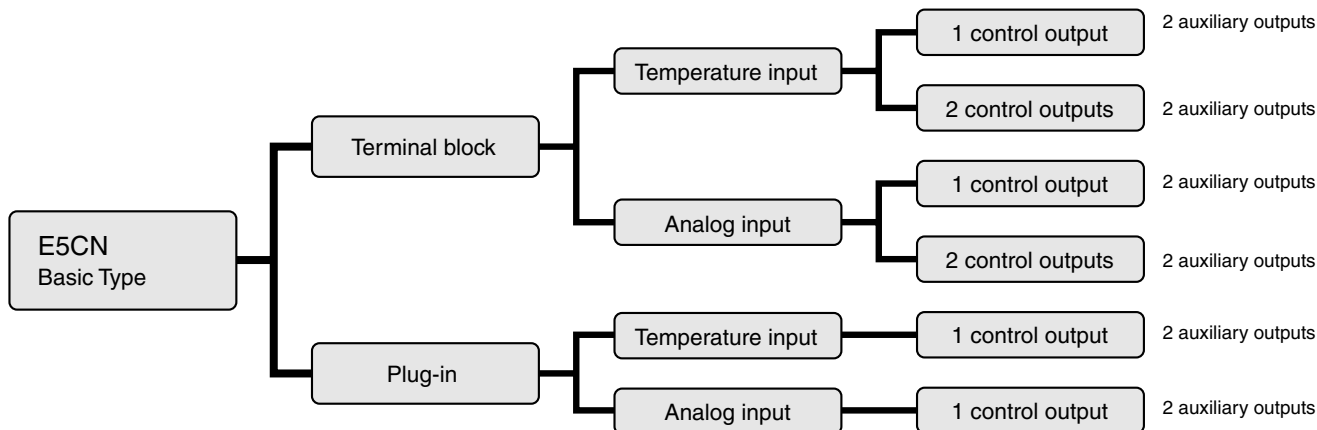 E5CN
Basic Type
Terminal block
Temperature input
1 control output
2 auxiliary outputs
2 control outputs
2 auxiliary outputs
Analog input
1 control output
2 auxiliary outputs
2 control outputs
2 auxiliary outputs
Plug-in
Temperature input
1 control output
2 auxiliary outputs
Analog input
1 control output
2 auxiliary outputs